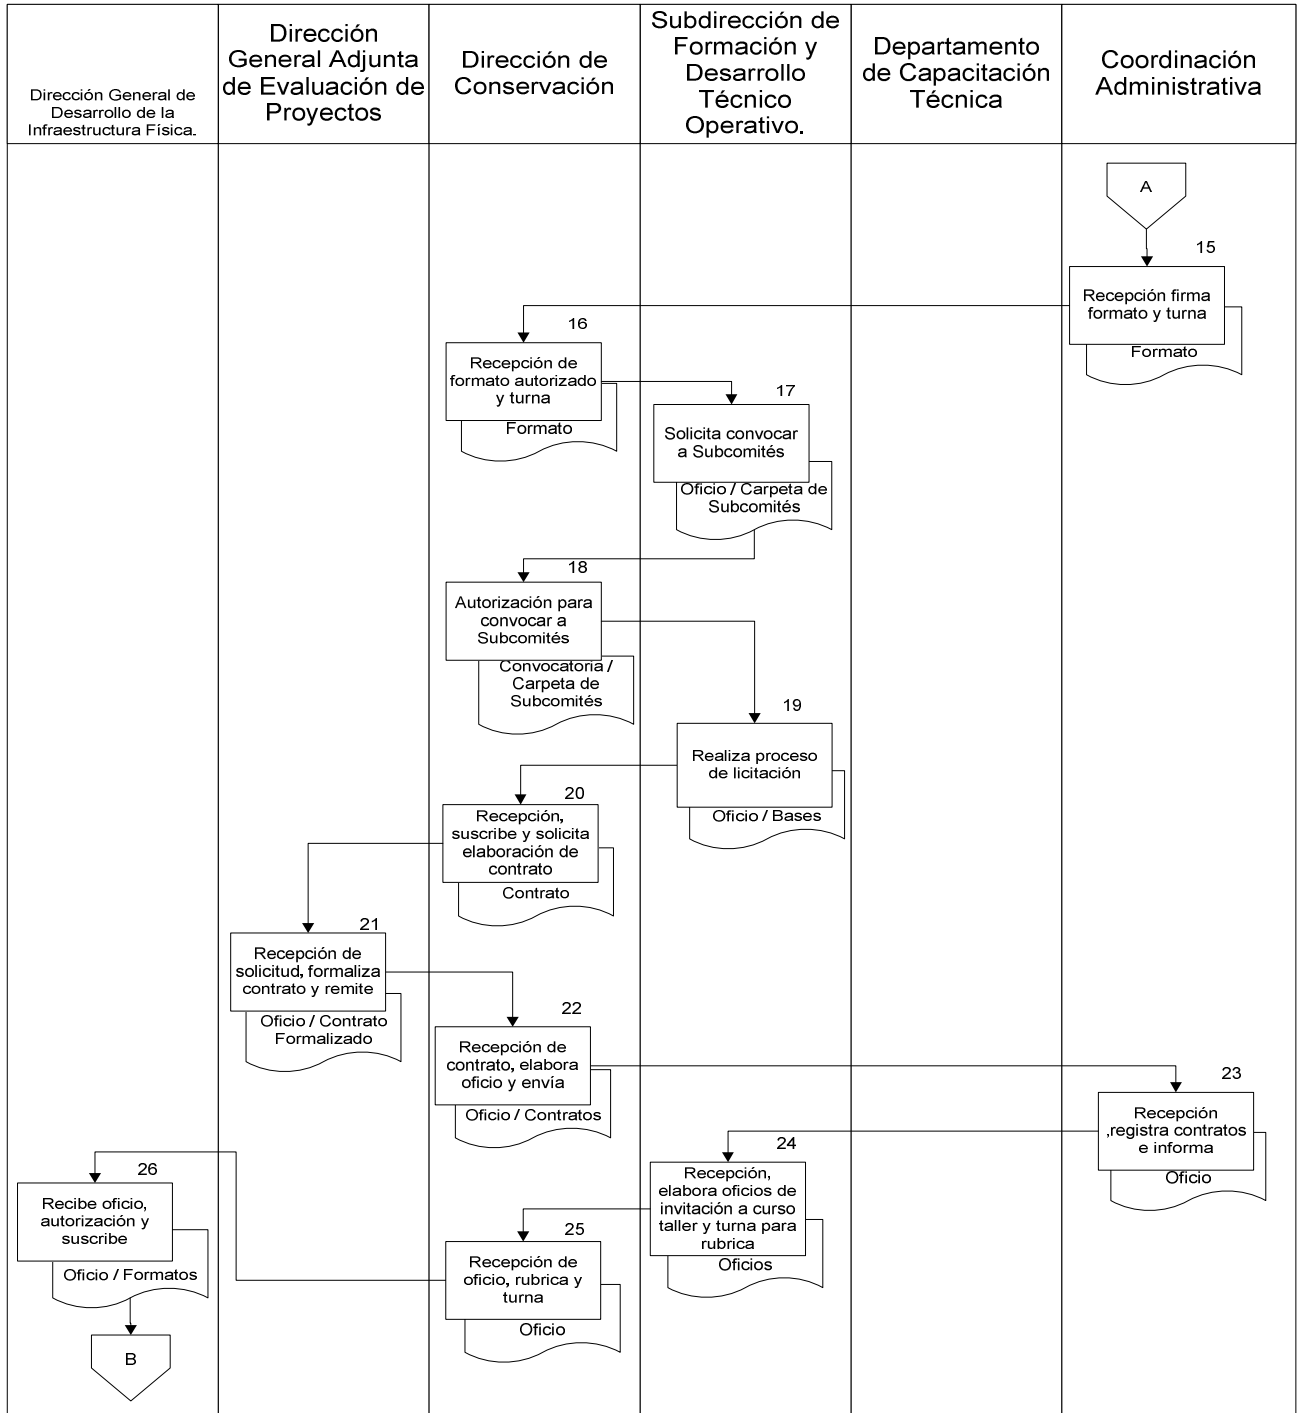 Dirección General de
Desarrollo de la
Infraestructura Física.
Dirección
General Adjunta
de Evaluación de
Proyectos
Dirección de
Conservación
Subdirección de
Formación y
Desarrollo
Técnico
Operativo.
Departamento
de Capacitación
Técnica
Coordinación
Administrativa
A
15
Recepción firma
formato y turna
Formato
16
Recepción de
formato autorizado
y turna
Formato
17
Solicita convocar
a Subcomités
Oficio / Carpeta de
Subcomités
18
Autorización para
convocar a
Subcomités
Convocatoria /
Carpeta de
Subcomités
19
Realiza proceso
de licitación
Oficio / Bases
20
Recepción,
suscribe y solicita
elaboración de
contrato
Contrato
21
Recepción de
solicitud, formaliza
contrato y remite
Oficio / Contrato
Formalizado
22
Recepción de
contrato, elabora
oficio y envía
Oficio / Contratos
23
Recepción
,registra contratos
e informa
Oficio
24
Recepción,
elabora oficios de
invitación a curso
taller y turna para
rubrica
Oficios
25
Recepción de
oficio, rubrica y
turna
Oficio
26
Recibe oficio,
autorización y
suscribe
Oficio / Formatos
B